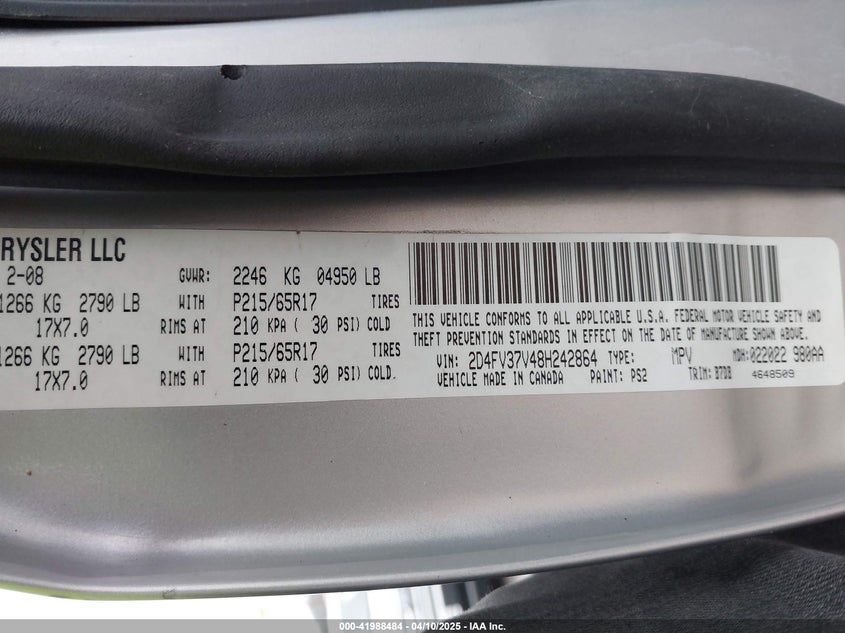 RYSLER LLC
2-08 GVWR: 2246 KG 04950 LB
1266 KG 2790 LB WITH P215/65R17 TIRES
17X7.0 RIMS AT 210 KPA ( 30 PSI) COLD
1266 KG 2790 LB WITH P215/65R17 TIRES
17X7.0 RIMS AT 210 KPA ( 30 PSI) COLD.
THIS VEHICLE CONFORMS TO ALL APPLICABLE U.S.A. FEDERAL MOTOR VEHICLE SAFETY AND
THEFT PREVENTION STANDARDS IN EFFECT ON THE DATE OF MANUFACTURE SHOWN ABOVE.
VIN: 2D4FV37V48H242864 TYPE: MPV MDH:022022 980AA
VEHICLE MADE IN CANADA PAINT: PS2 TRIM: B7DB 4648509
000-41988484 - 04/10/2025 - IAA Inc.